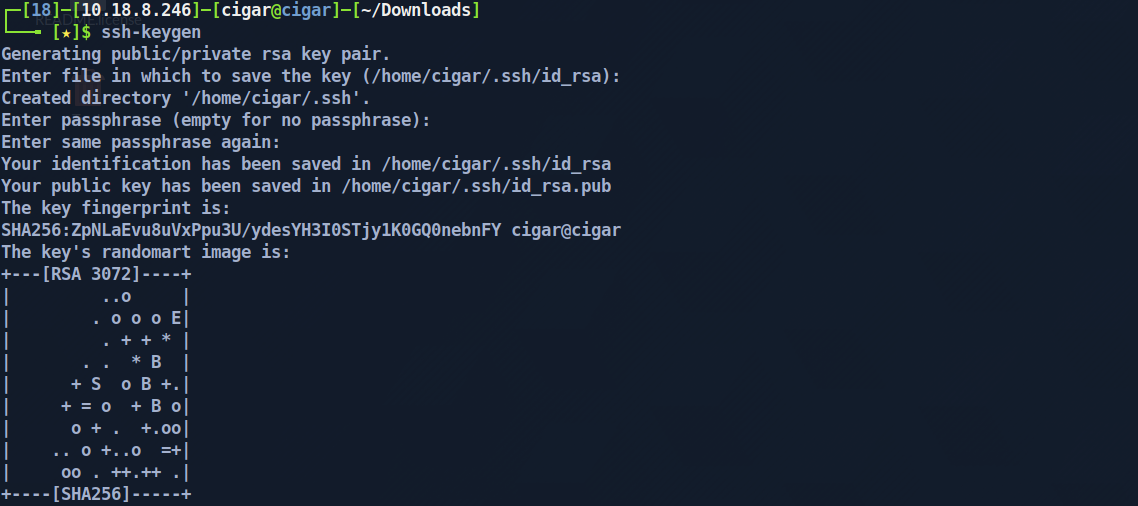 ┌─[18]─[10.18.8.246]─[cigar@cigar]─[~/Downloads]
└──╼ [★]$ ssh-keygen
Generating public/private rsa key pair.
Enter file in which to save the key (/home/cigar/.ssh/id_rsa):
Created directory '/home/cigar/.ssh'.
Enter passphrase (empty for no passphrase):
Enter same passphrase again:
Your identification has been saved in /home/cigar/.ssh/id_rsa
Your public key has been saved in /home/cigar/.ssh/id_rsa.pub
The key fingerprint is:
SHA256:ZpNLaEvu8uVxPpu3U/ydesYH3I0STjy1K0GQ0nebnFY cigar@cigar
The key's randomart image is:
+---[RSA 3072]----+
|         ..o     |
|        . o o o E|
|         . + + * |
|       . .  * B  |
|      + S  o B +.|
|     + = o  + B o|
|      o + .  +.oo|
|    .. o +..o  =+|
|     oo . ++.++ .|
+----[SHA256]-----+